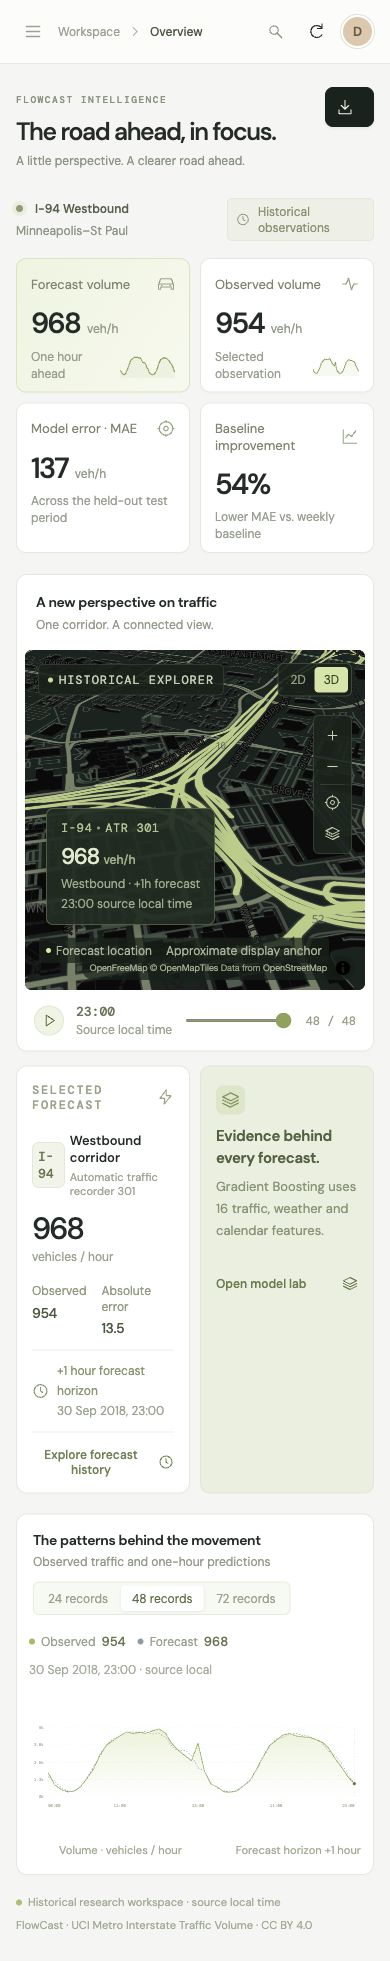 Workspace > Overview
D
FLOWCAST INTELLIGENCE
The road ahead, in focus.
A little perspective. A clearer road ahead.
I-94 Westbound
Minneapolis–St Paul
Historical
observations
Forecast volume
968 veh/h
One hour
ahead
Observed volume
954 veh/h
Selected
observation
Model error · MAE
137 veh/h
Across the held-out test
period
Baseline
improvement
54%
Lower MAE vs. weekly
baseline
A new perspective on traffic
One corridor. A connected view.
HISTORICAL EXPLORER
2D 3D
I-94 • ATR 301
968 veh/h
Westbound · +1h forecast
23:00 source local time
52
Forecast location Approximate display anchor
OpenFreeMap © OpenMapTiles Data from OpenStreetMap
23:00
Source local time
48 / 48
SELECTED
FORECAST
I-
94
Westbound
corridor
Automatic traffic
recorder 301
968
vehicles / hour
Observed
954
Absolute
error
13.5
+1 hour forecast
horizon
30 Sep 2018, 23:00
Explore forecast
history
Evidence behind
every forecast.
Gradient Boosting uses
16 traffic, weather and
calendar features.
Open model lab
The patterns behind the movement
Observed traffic and one-hour predictions
24 records 48 records 72 records
Observed 954 Forecast 968
30 Sep 2018, 23:00 · source local
Volume · vehicles / hour Forecast horizon +1 hour
Historical research workspace · source local time
FlowCast · UCI Metro Interstate Traffic Volume · CC BY 4.0